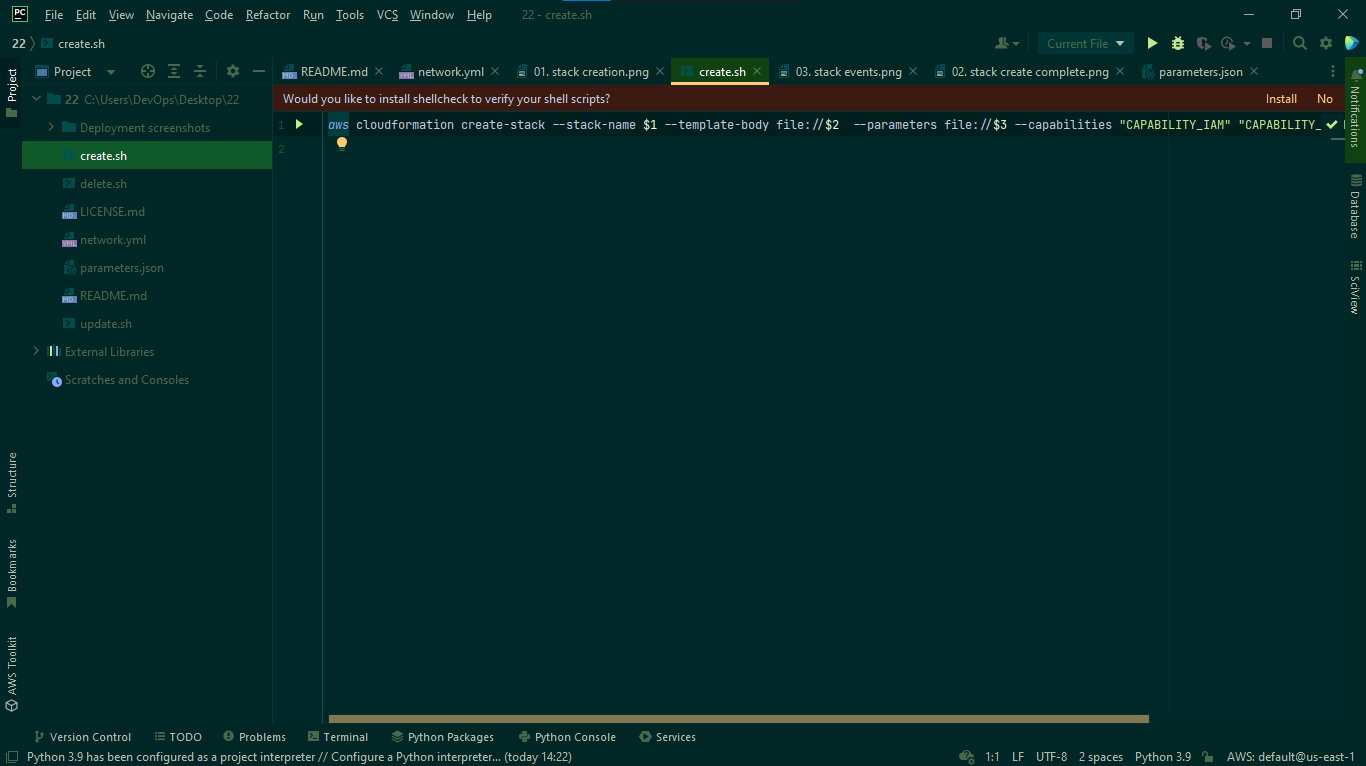 PC File Edit View Navigate Code Refactor Run Tools VCS Window Help 22 - create.sh
22 create.sh Current File
Project README.md network.yml 01. stack creation.png create.sh 03. stack events.png 02. stack create complete.png parameters.json
Would you like to install shellcheck to verify your shell scripts? Install No
22 C:\Users\DevOps\Desktop\22
Deployment screenshots
create.sh
delete.sh
MD LICENSE.md
YML network.yml
parameters.json
MD README.md
update.sh
External Libraries
Scratches and Consoles
1 aws cloudformation create-stack --stack-name $1 --template-body file://$2  --parameters file://$3 --capabilities "CAPABILITY_IAM" "CAPABILITY_
2
Project
Structure
Bookmarks
AWS Toolkit
Notifications
Database
SciView
Version Control TODO Problems Terminal Python Packages Python Console Services
Python 3.9 has been configured as a project interpreter // Configure a Python interpreter... (today 14:22) 1:1 LF UTF-8 2 spaces Python 3.9 AWS: default@us-east-1